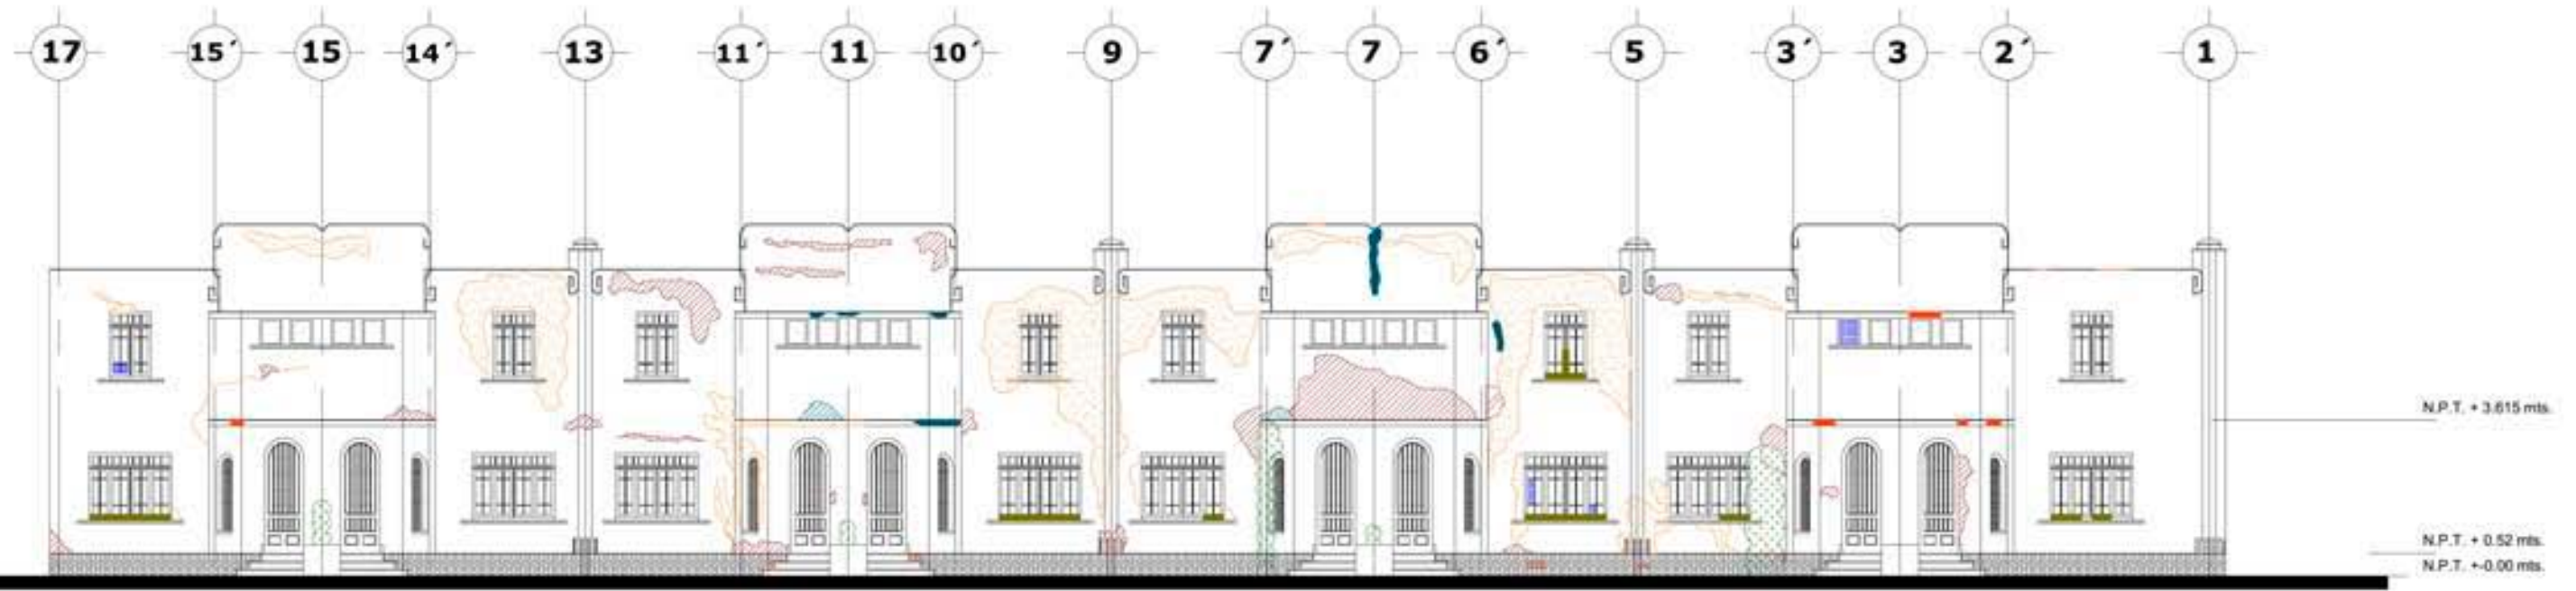 17 15´ 15 14´ 13 11´ 11 10´ 9 7´ 7 6´ 5 3´ 3 2´ 1
N.P.T. + 3.615 mts.
N.P.T. + 0.52 mts.
N.P.T. +-0.00 mts.